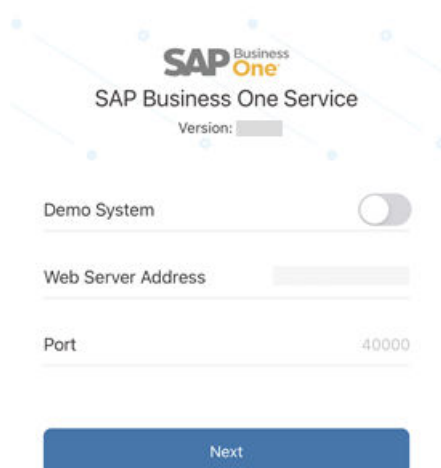 SAP Business One
SAP Business One Service
Version:
Demo System
Web Server Address
Port 40000
Next